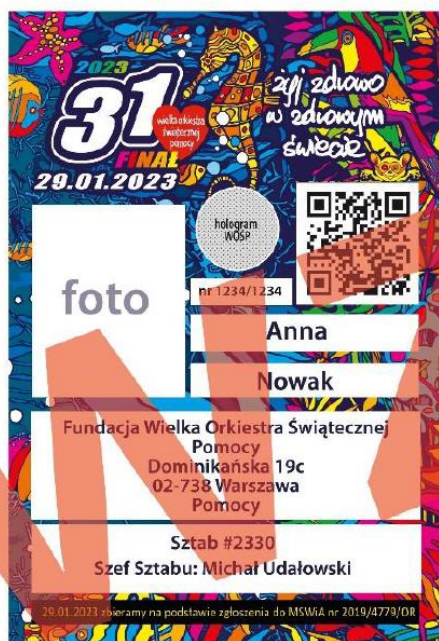 2023
31
wielka orkiestra
świątecznej
pomocy
FINAŁ
29.01.2023
żyj zdrowo
w zdrowym
świecie
hologram
WOŚP
foto
nr 1234/1234
Anna
Nowak
Fundacja Wielka Orkiestra Świątecznej
Pomocy
Dominikańska 19c
02-738 Warszawa
Pomocy
Sztab #2330
Szef Sztabu: Michał Udałowski
29.01.2023 zbieramy na podstawie zgłoszenia do MSWiA nr 2019/4779/OR